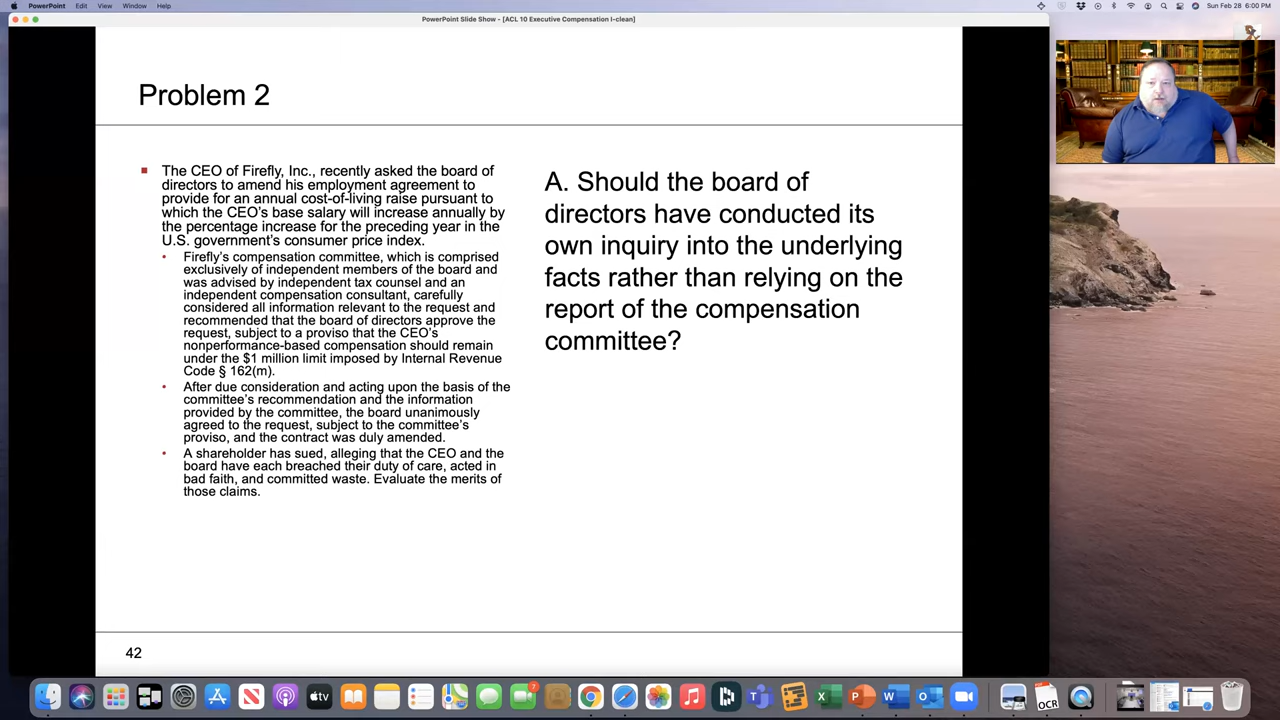 PowerPoint File Edit View Window Help
Sun Feb 28 6:00 PM
PowerPoint Slide Show - [ACL 10 Executive Compensation I-clean]
Problem 2
The CEO of Firefly, Inc., recently asked the board of
directors to amend his employment agreement to
provide for an annual cost-of-living raise pursuant to
which the CEO's base salary will increase annually by
the percentage increase for the preceding year in the
U.S. government's consumer price index.
Firefly's compensation committee, which is comprised
exclusively of independent members of the board and
was advised by independent tax counsel and an
independent compensation consultant, carefully
considered all information relevant to the request and
recommended that the board of directors approve the
request, subject to a proviso that the CEO's
nonperformance-based compensation should remain
under the $1 million limit imposed by Internal Revenue
Code § 162(m).
After due consideration and acting upon the basis of the
committee's recommendation and the information
provided by the committee, the board unanimously
agreed to the request, subject to the committee's
proviso, and the contract was duly amended.
A shareholder has sued, alleging that the CEO and the
board have each breached their duty of care, acted in
bad faith, and committed waste. Evaluate the merits of
those claims.
A. Should the board of
directors have conducted its
own inquiry into the underlying
facts rather than relying on the
report of the compensation
committee?
42
tv
OCR